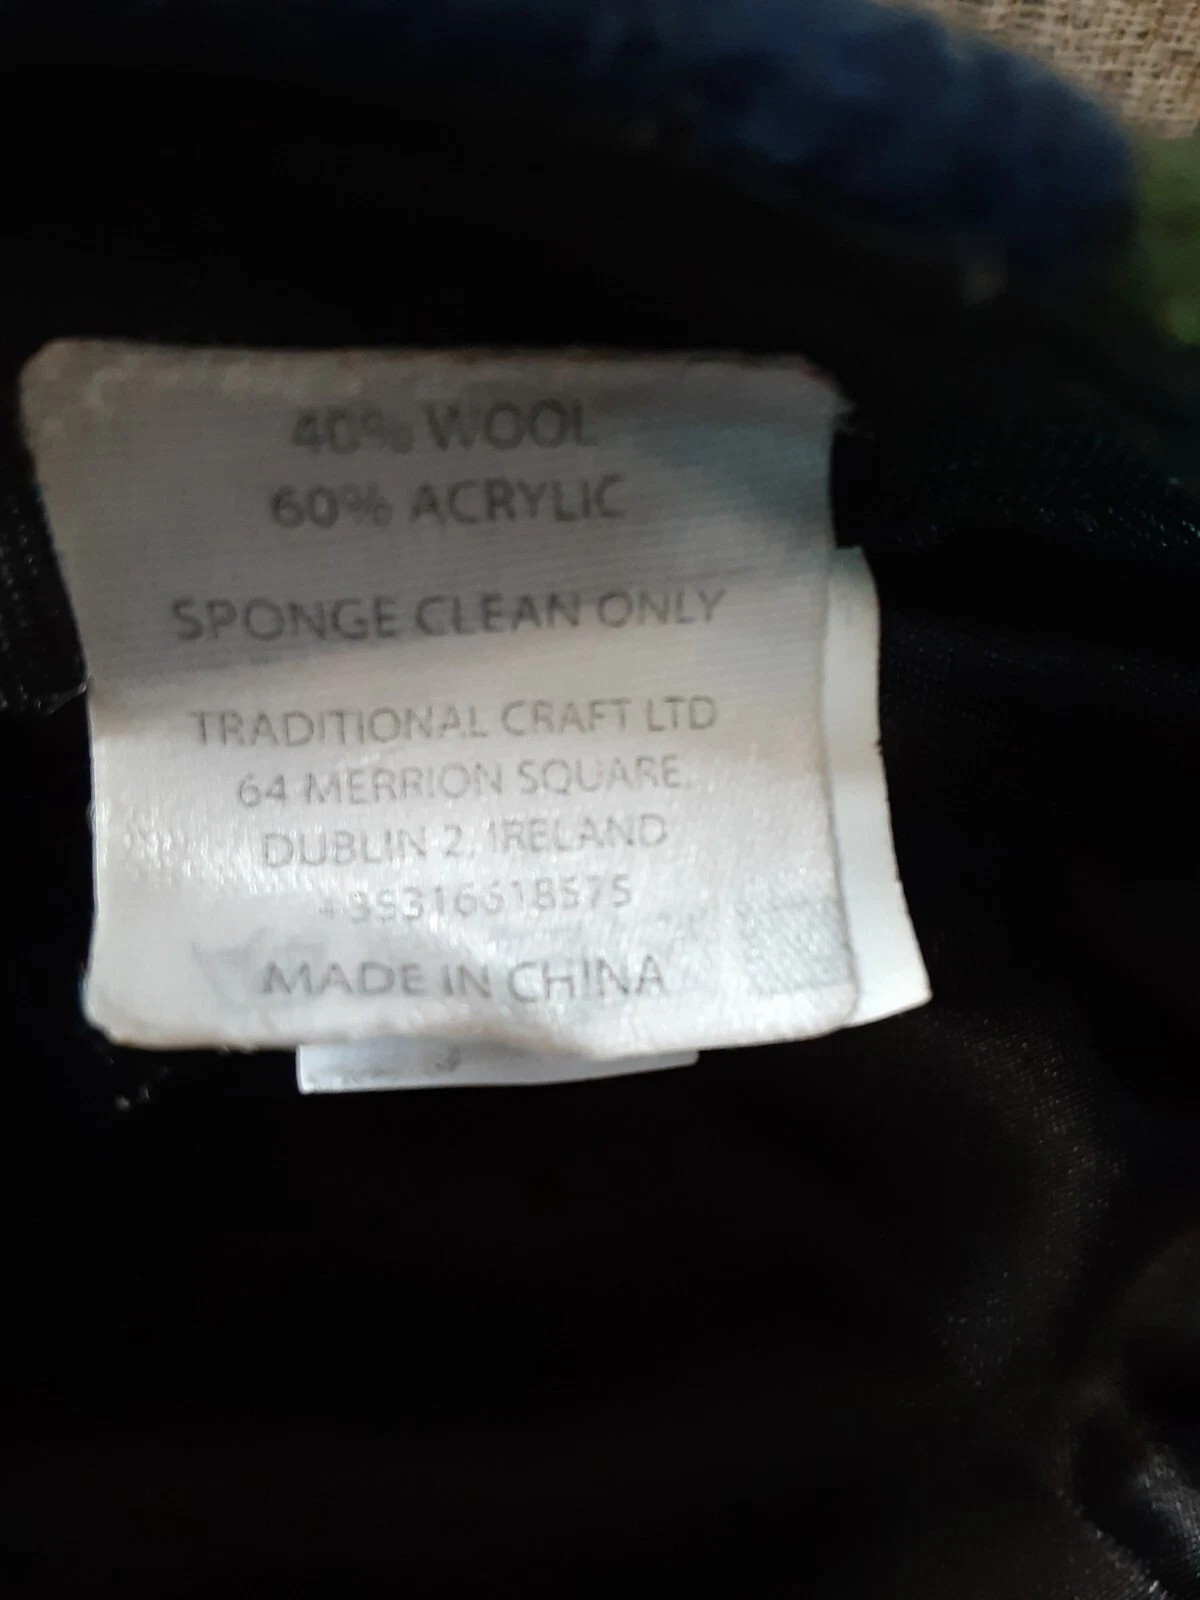 40% WOOL
60% ACRYLIC
SPONGE CLEAN ONLY
TRADITIONAL CRAFT LTD
64 MERRION SQUARE,
DUBLIN 2, IRELAND
+35316618575
MADE IN CHINA